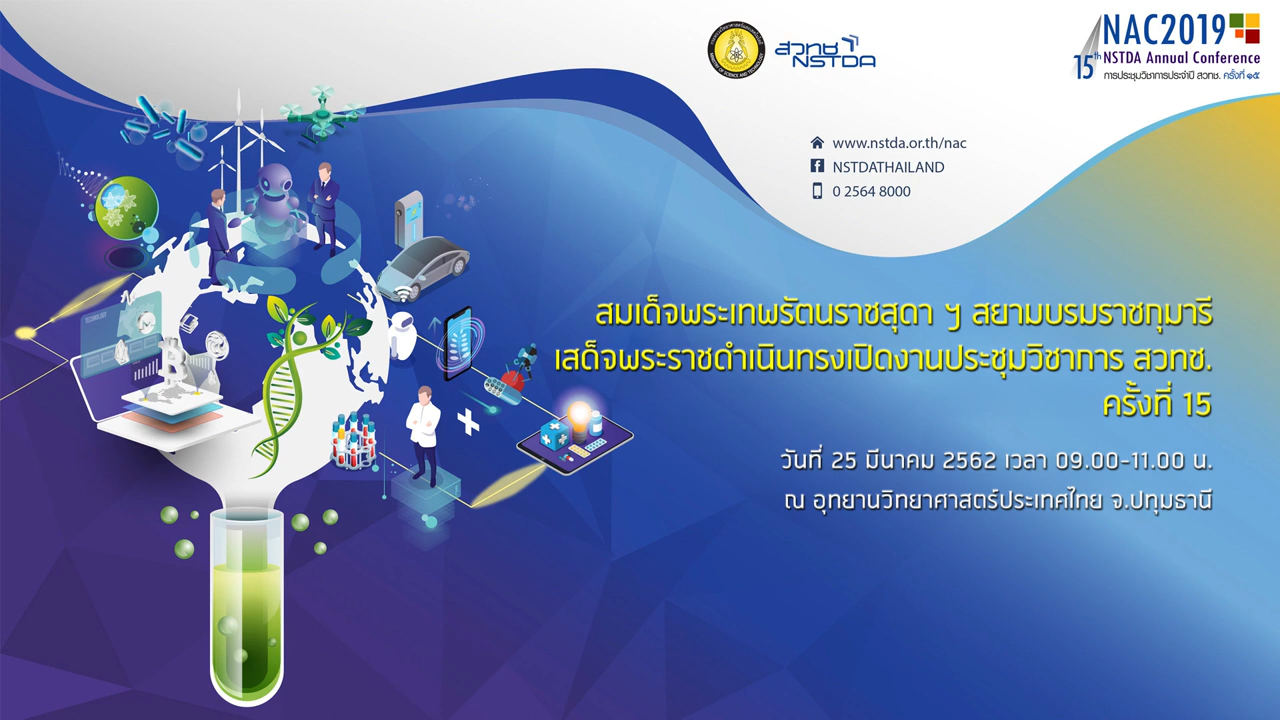 สวทช
NSTDA
NAC2019
15th NSTDA Annual Conference
การประชุมวิชาการประจำปี สวทช. ครั้งที่ ๑๕
www.nstda.or.th/nac
NSTDATHAILAND
0 2564 8000
สมเด็จพระเทพรัตนราชสุดา ฯ สยามบรมราชกุมารี
เสด็จพระราชดำเนินทรงเปิดงานประชุมวิชาการ สวทช.
ครั้งที่ 15
วันที่ 25 มีนาคม 2562 เวลา 09.00-11.00 น.
ณ อุทยานวิทยาศาสตร์ประเทศไทย จ.ปทุมธานี
TECHNOLOGY